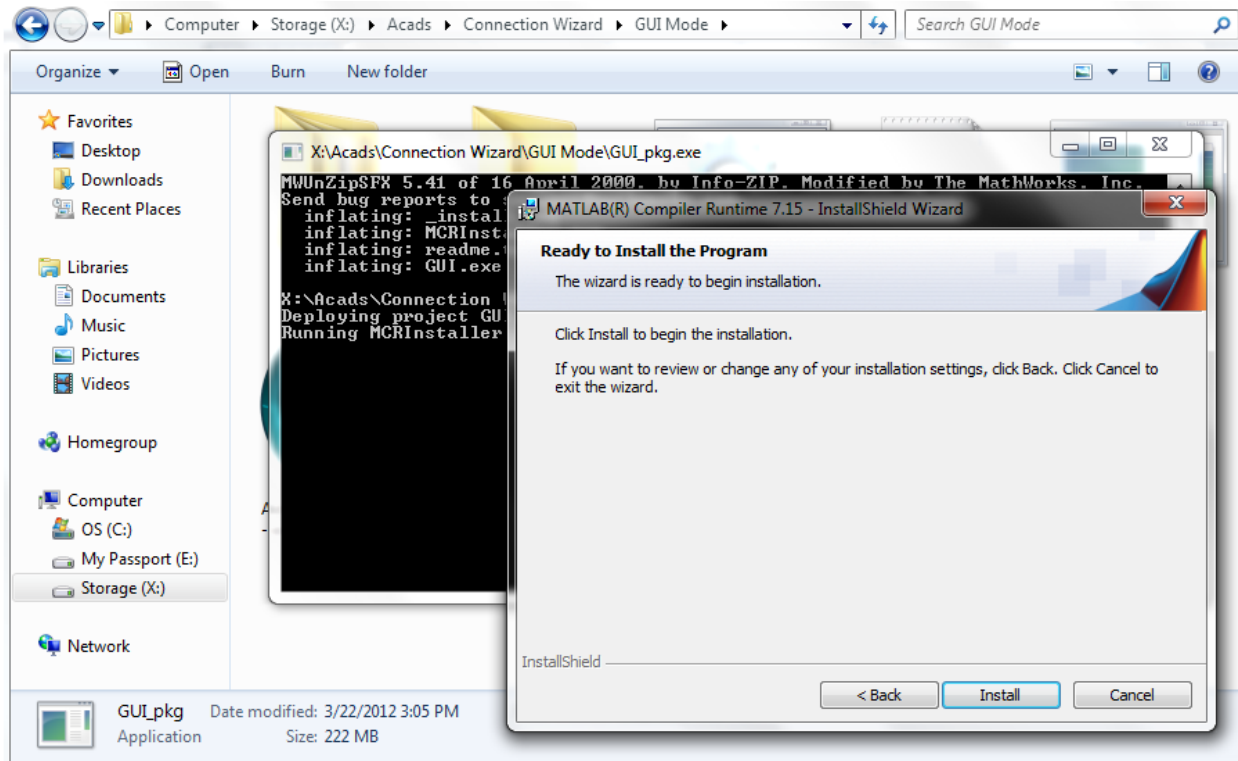 Computer ▸ Storage (X:) ▸ Acads ▸ Connection Wizard ▸ GUI Mode ▸
Search GUI Mode
Organize Open Burn New folder
Favorites
Desktop
Downloads
Recent Places
Libraries
Documents
Music
Pictures
Videos
Homegroup
Computer
OS (C:)
My Passport (E:)
Storage (X:)
Network
X:\Acads\Connection Wizard\GUI Mode\GUI_pkg.exe
MWUnZipSFX 5.41 of 16 April 2000, by Info-ZIP. Modified by The MathWorks, Inc.
Send bug reports to
inflating: _instal
inflating: MCRInst
inflating: readme.
inflating: GUI.exe
X:\Acads\Connection
Deploying project GU
Running MCRInstaller
MATLAB(R) Compiler Runtime 7.15 - InstallShield Wizard
Ready to Install the Program
The wizard is ready to begin installation.
Click Install to begin the installation.
If you want to review or change any of your installation settings, click Back. Click Cancel to
exit the wizard.
InstallShield
< Back Install Cancel
GUI_pkg Date modified: 3/22/2012 3:05 PM
Application Size: 222 MB